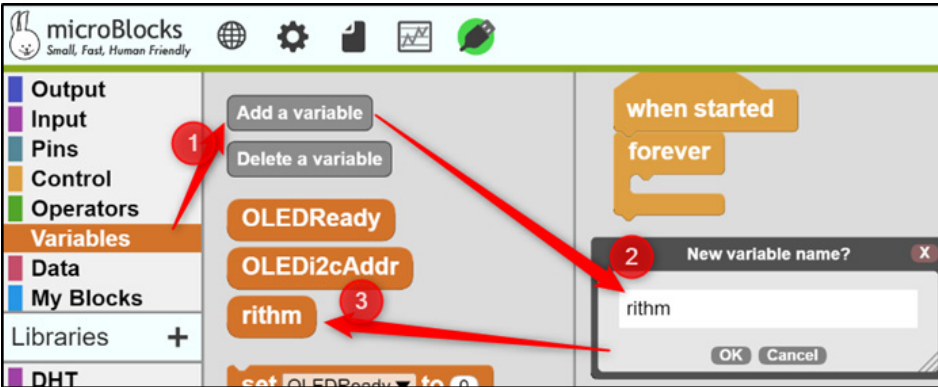 microBlocks
Small, Fast, Human Friendly
Output
Input
Pins
Control
Operators
Variables
Data
My Blocks
Libraries +
DHT
1
Add a variable
Delete a variable
OLEDReady
OLEDi2cAddr
rithm
3
set OLEDReady to 0
when started
forever
2
New variable name?
X
rithm
OK Cancel